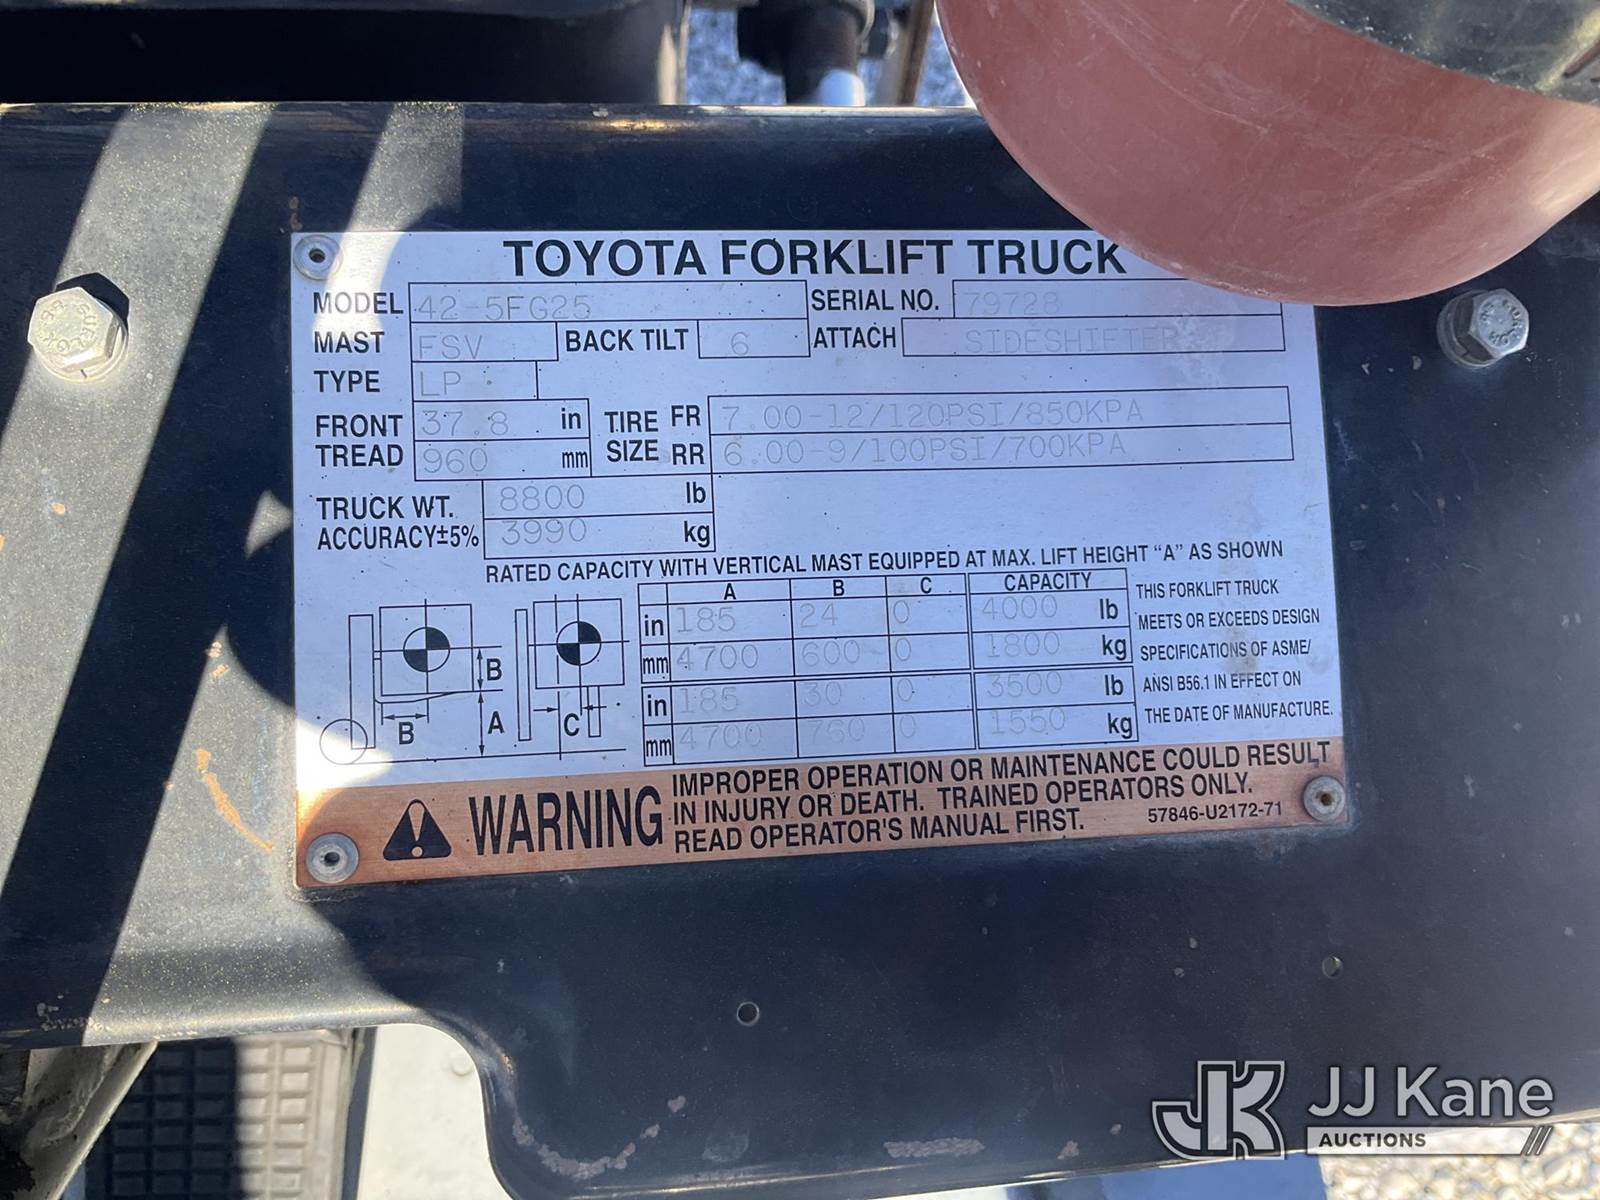 TOYOTA FORKLIFT TRUCK
MODEL 42-5FG25 SERIAL NO. 79728
MAST FSV BACK TILT 6 ATTACH SIDESHIFTER
TYPE LP
FRONT TREAD 37.8 in 960 mm
TIRE SIZE FR 7.00-12/120PSI/850KPA
RR 6.00-9/100PSI/700KPA
TRUCK WT. 8800 lb
ACCURACY±5% 3990 kg
RATED CAPACITY WITH VERTICAL MAST EQUIPPED AT MAX. LIFT HEIGHT "A" AS SHOWN
A B C CAPACITY
in 185 24 0 4000 lb
mm 4700 600 0 1800 kg
in 185 30 0 3500 lb
mm 4700 760 0 1550 kg
B
B
A
C
THIS FORKLIFT TRUCK
MEETS OR EXCEEDS DESIGN
SPECIFICATIONS OF ASME/
ANSI B56.1 IN EFFECT ON
THE DATE OF MANUFACTURE.
WARNING
IMPROPER OPERATION OR MAINTENANCE COULD RESULT
IN INJURY OR DEATH. TRAINED OPERATORS ONLY.
READ OPERATOR'S MANUAL FIRST.
57846-U2172-71
JK JJ Kane
AUCTIONS